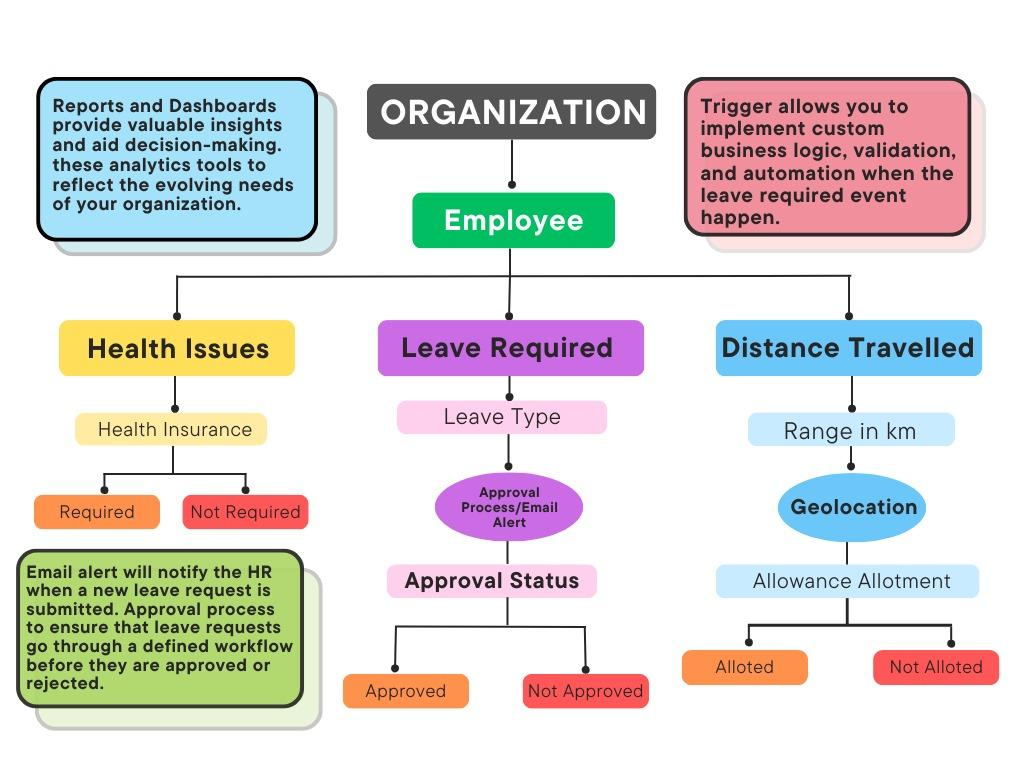 Reports and Dashboards
provide valuable insights
and aid decision-making.
these analytics tools to
reflect the evolving needs
of your organization.
ORGANIZATION
Trigger allows you to
implement custom
business logic, validation,
and automation when the
leave required event
happen.
Employee
Health Issues
Leave Required
Distance Travelled
Health Insurance
Leave Type
Range in km
Required
Not Required
Approval
Process/Email
Alert
Geolocation
Email alert will notify the HR
when a new leave request is
submitted. Approval process
to ensure that leave requests
go through a defined workflow
before they are approved or
rejected.
Approval Status
Allowance Allotment
Approved
Not Approved
Alloted
Not Alloted